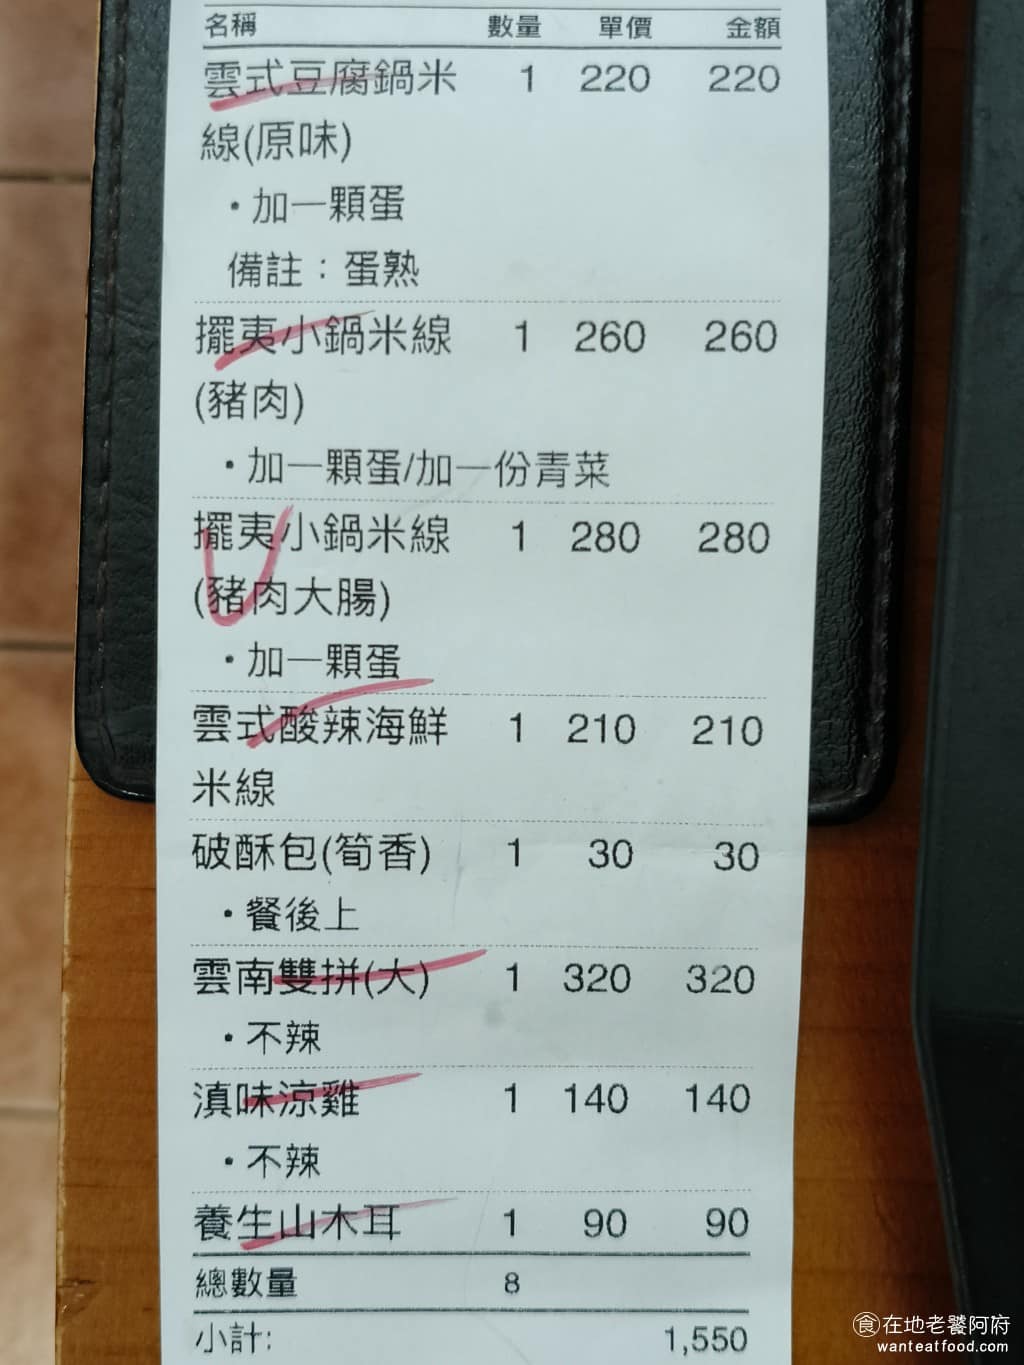 名稱 數量 單價 金額
雲式豆腐鍋米 1 220 220
線(原味)
・加一顆蛋
備註：蛋熟
擺夷小鍋米線 1 260 260
(豬肉)
・加一顆蛋/加一份青菜
擺夷小鍋米線 1 280 280
(豬肉大腸)
・加一顆蛋
雲式酸辣海鮮 1 210 210
米線
破酥包(筍香) 1 30 30
・餐後上
雲南雙拼(大) 1 320 320
・不辣
滇味涼雞 1 140 140
・不辣
養生山木耳 1 90 90
總數量 8
小計: 1,550
食在地老饕阿府
wanteatfood.com